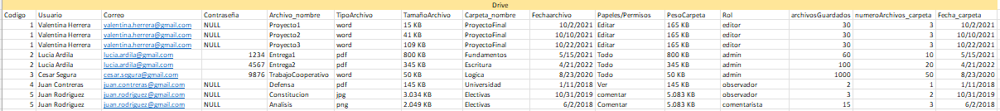 Drive
Codigo Usuario Correo Contraseña Archivo_nombre TipoArchivo TamañoArchivo Carpeta_nombre Fechaarchivo Papeles/Permisos PesoCarpeta Rol archivosGuardados numeroArchivos_carpeta Fecha_carpeta
1 Valentina Herrera valentina.herrera@gmail.com NULL Proyecto1 word 15 KB ProyectoFinal 10/2/2021 Editar 165 KB editor 30 3 10/2/2021
1 Valentina Herrera valentina.herrera@gmail.com NULL Proyecto2 word 41 KB ProyectoFinal 10/10/2021 Editar 165 KB editor 30 3 10/10/2021
1 Valentina Herrera valentina.herrera@gmail.com NULL Proyecto3 word 109 KB ProyectoFinal 10/22/2021 Editar 165 KB editor 30 3 10/22/2021
2 Lucia Ardila lucia.ardila@gmail.com 1234 Entrega1 pdf 800 KB Fundamentos 5/15/2021 Todo 800 KB admin 60 10 5/15/2021
2 Lucia Ardila lucia.ardila@gmail.com 4567 Entrega2 pdf 345 KB Escritura 4/21/2022 Todo 345 KB admin 100 20 4/21/2022
3 Cesar Segura cesar.segura@gmail.com 9876 TrabajoCooperativo word 50 KB Logica 8/23/2020 Todo 50 KB admin 1000 50 8/23/2020
4 Juan Contreras juan.contreras@gmail.com NULL Defensa pdf 145 KB Universidad 1/11/2018 Ver 145 KB observador 2 1 1/11/2018
5 Juan Rodriguez juan.rodriguez@gmail.com NULL Constitucion jpg 3.034 KB Electivas 10/31/2019 comentar 5.083 KB observador 3 2 10/31/2019
5 Juan Rodriguez juan.rodriguez@gmail.com NULL Analisis png 2.049 KB Electivas 6/2/2018 Comentar 5.083 KB comentarista 15 3 6/2/2018